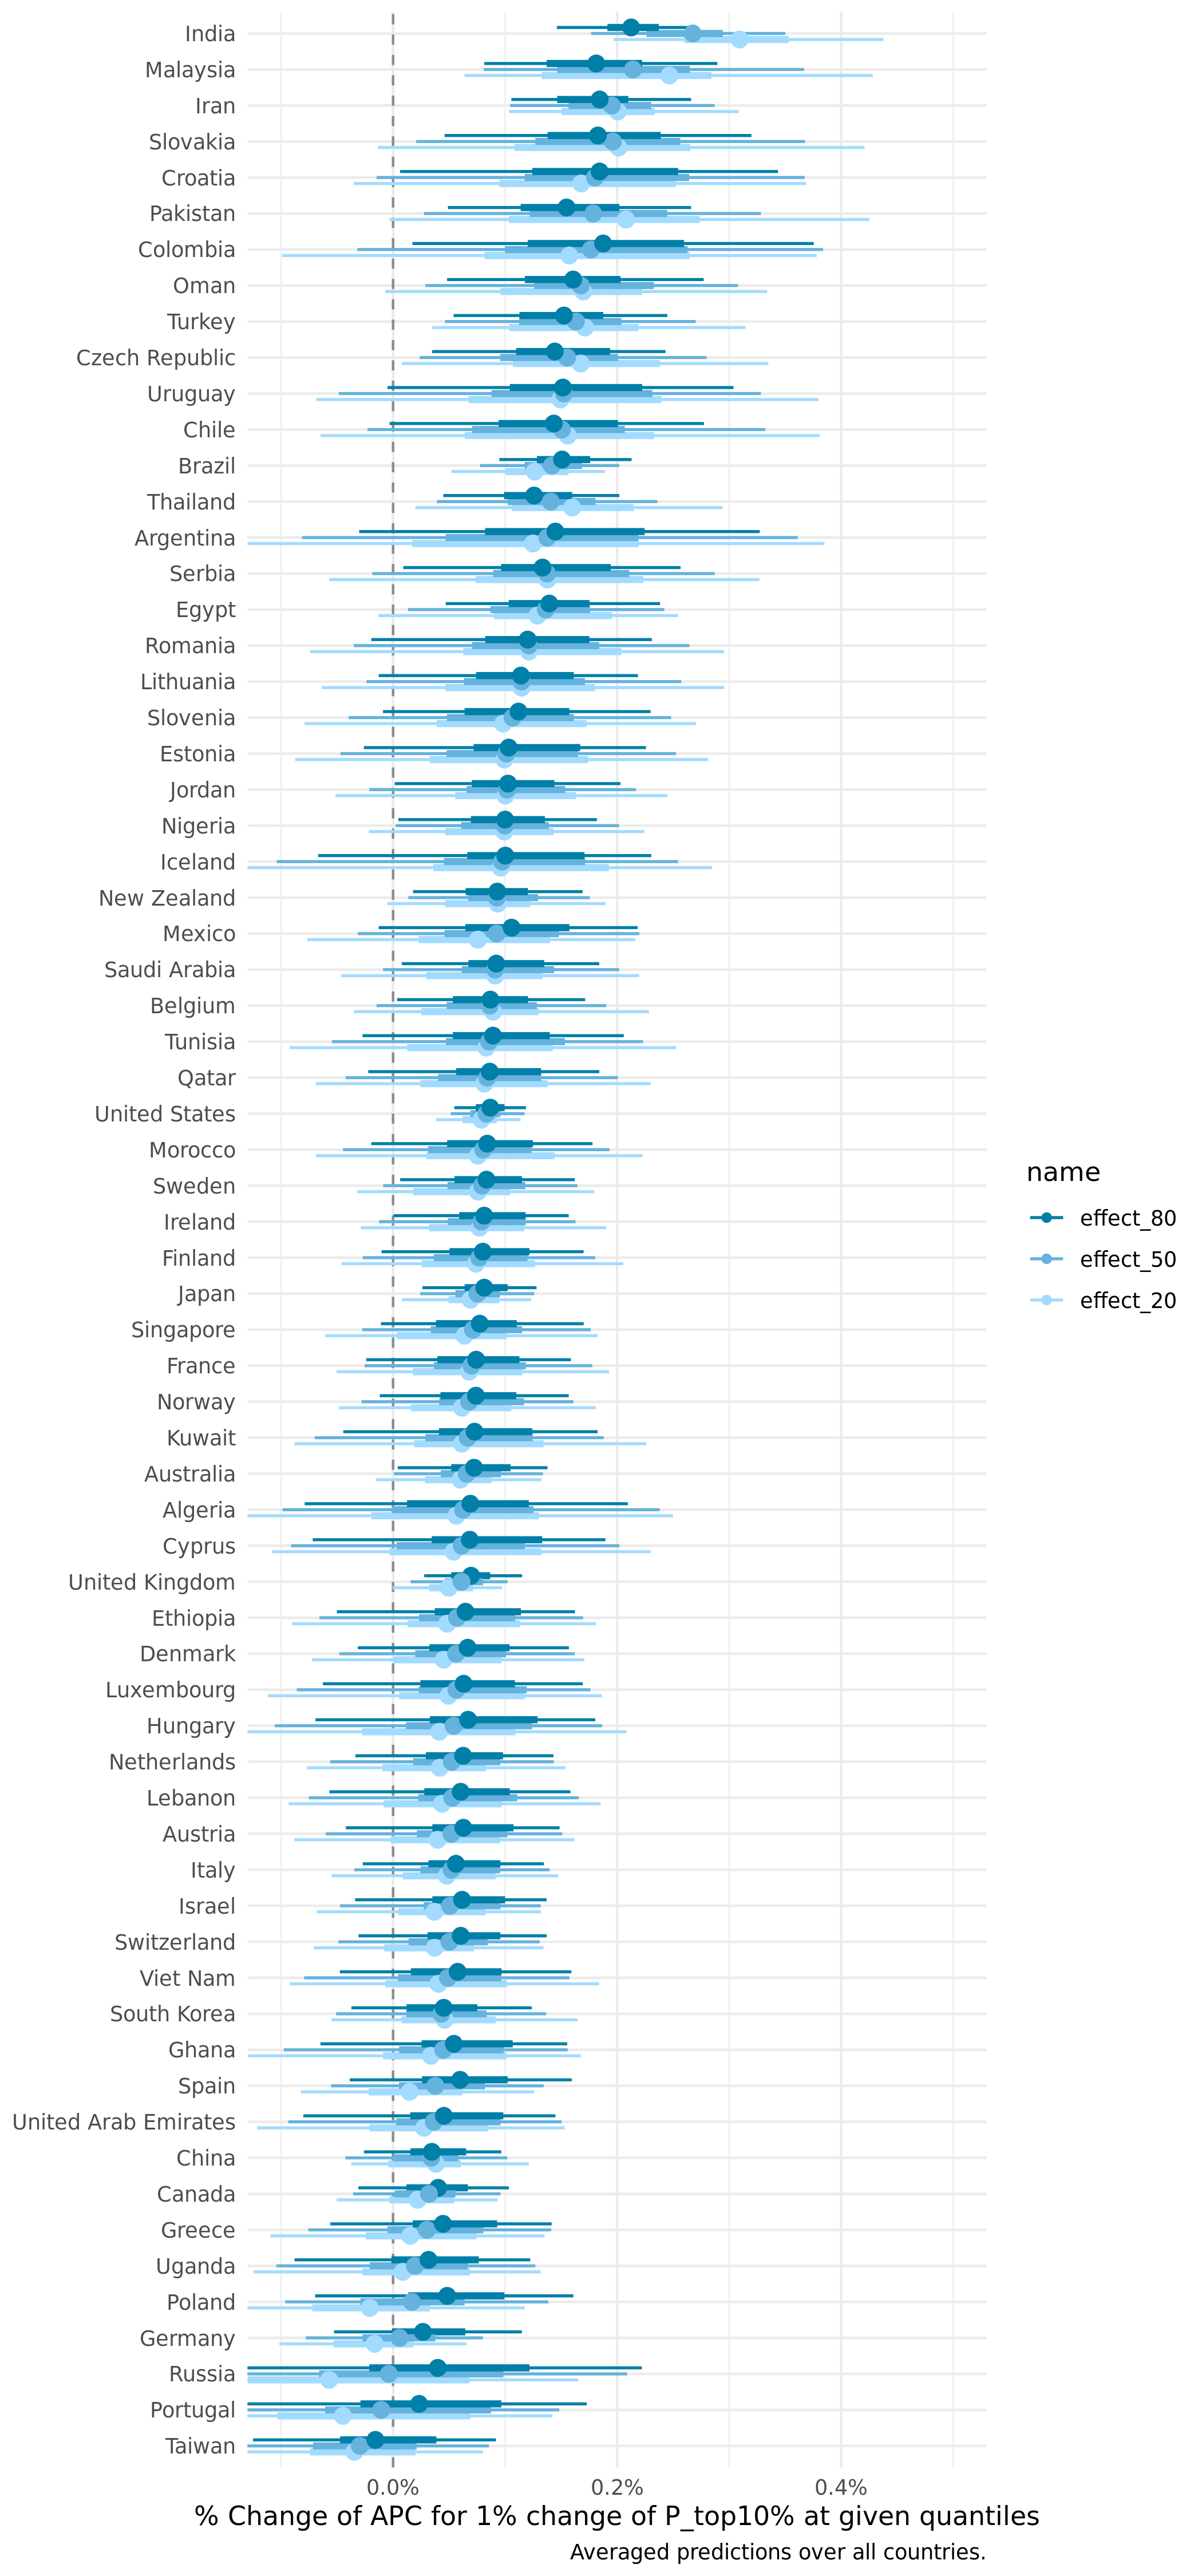 India
Malaysia
Iran
Slovakia
Croatia
Pakistan
Colombia
Oman
Turkey
Czech Republic
Uruguay
Chile
Brazil
Thailand
Argentina
Serbia
Egypt
Romania
Lithuania
Slovenia
Estonia
Jordan
Nigeria
Iceland
New Zealand
Mexico
Saudi Arabia
Belgium
Tunisia
Qatar
United States
Morocco
Sweden
Ireland
Finland
Japan
Singapore
France
Norway
Kuwait
Australia
Algeria
Cyprus
United Kingdom
Ethiopia
Denmark
Luxembourg
Hungary
Netherlands
Lebanon
Austria
Italy
Israel
Switzerland
Viet Nam
South Korea
Ghana
Spain
United Arab Emirates
China
Canada
Greece
Uganda
Poland
Germany
Russia
Portugal
Taiwan
0.0% 0.2% 0.4%
% Change of APC for 1% change of P_top10% at given quantiles
Averaged predictions over all countries.
name
effect_80
effect_50
effect_20